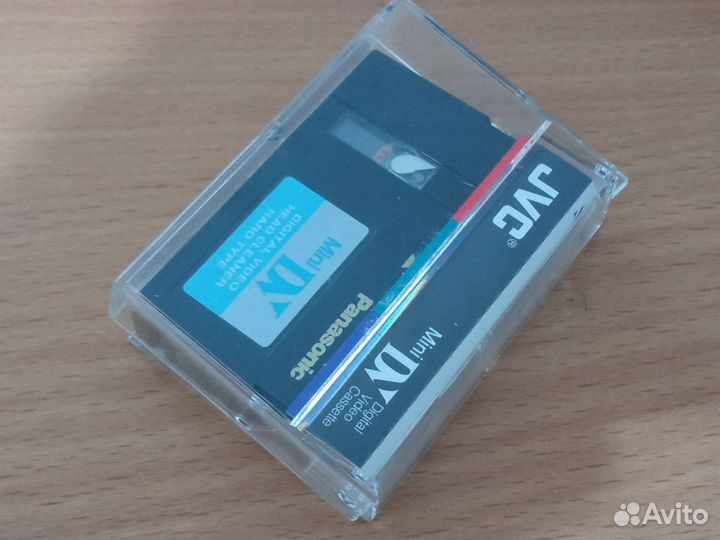 Mini DV
DIGITAL VIDEO
HEAD CLEANER
HARD TYPE
Panasonic
JVC®
Mini DV
Digital
Video
Cassette
Avito